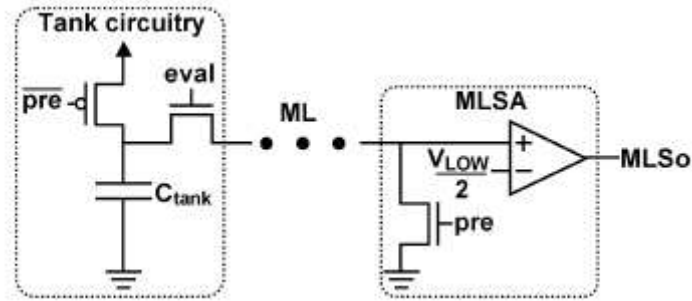 Tank circuitry
eval
pre
ML
MLSA
+
V_LOW
−
2
MLSo
C_tank
pre